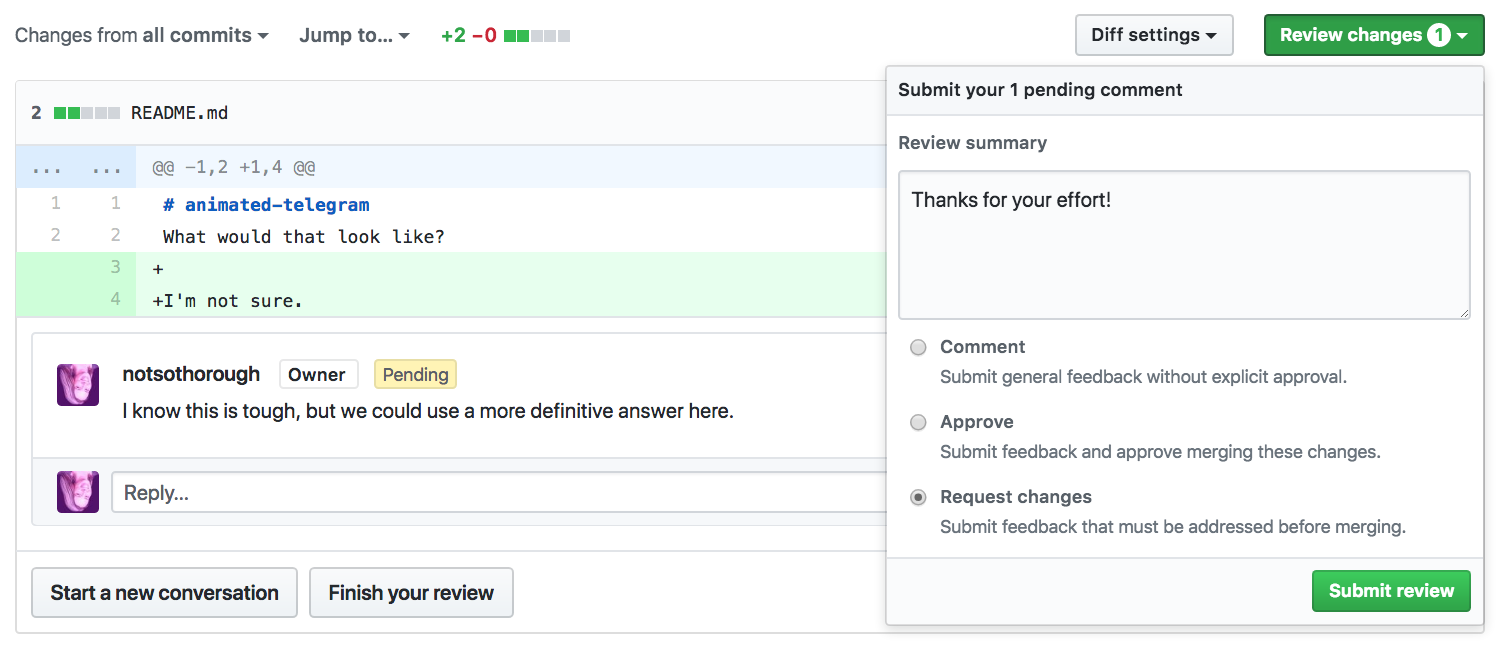 Changes from all commits Jump to... +2 −0 Diff settings Review changes 1
2 README.md
... ... @@ -1,2 +1,4 @@
1 1 # animated-telegram
2 2 What would that look like?
3 +
4 +I'm not sure.
notsothorough Owner Pending
I know this is tough, but we could use a more definitive answer here.
Reply...
Start a new conversation Finish your review
Submit your 1 pending comment
Review summary
Thanks for your effort!
Comment
Submit general feedback without explicit approval.
Approve
Submit feedback and approve merging these changes.
Request changes
Submit feedback that must be addressed before merging.
Submit review